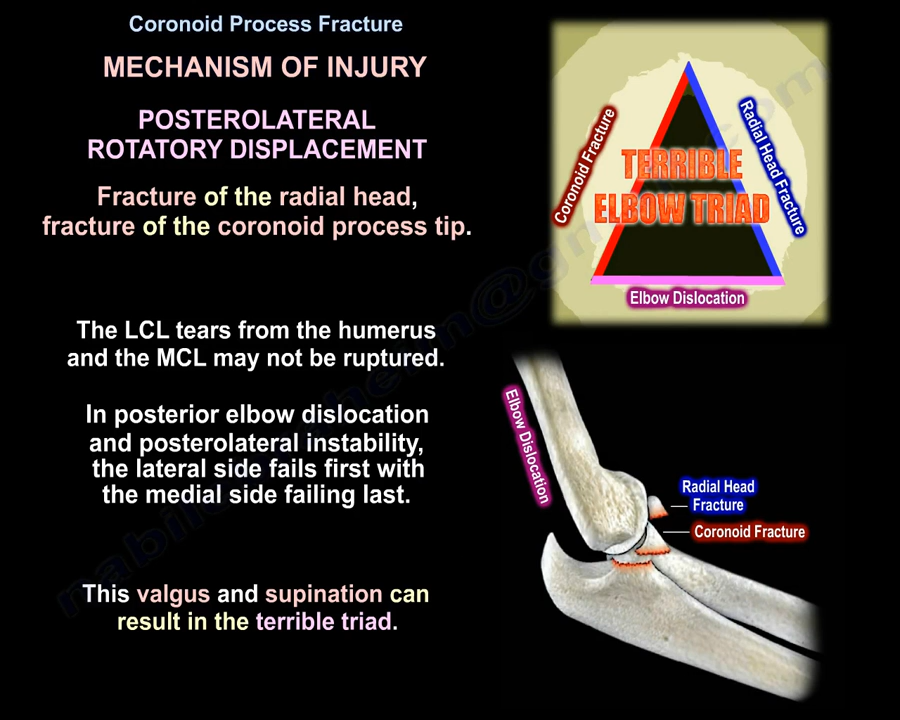 Coronoid Process Fracture
MECHANISM OF INJURY
POSTEROLATERAL
ROTATORY DISPLACEMENT
Fracture of the radial head,
fracture of the coronoid process tip.
The LCL tears from the humerus
and the MCL may not be ruptured.
In posterior elbow dislocation
and posterolateral instability,
the lateral side fails first with
the medial side failing last.
This valgus and supination can
result in the terrible triad.
Coronoid Fracture
Radial Head Fracture
TERRIBLE
ELBOW TRIAD
Elbow Dislocation
Elbow Dislocation
Radial Head
Fracture
Coronoid Fracture